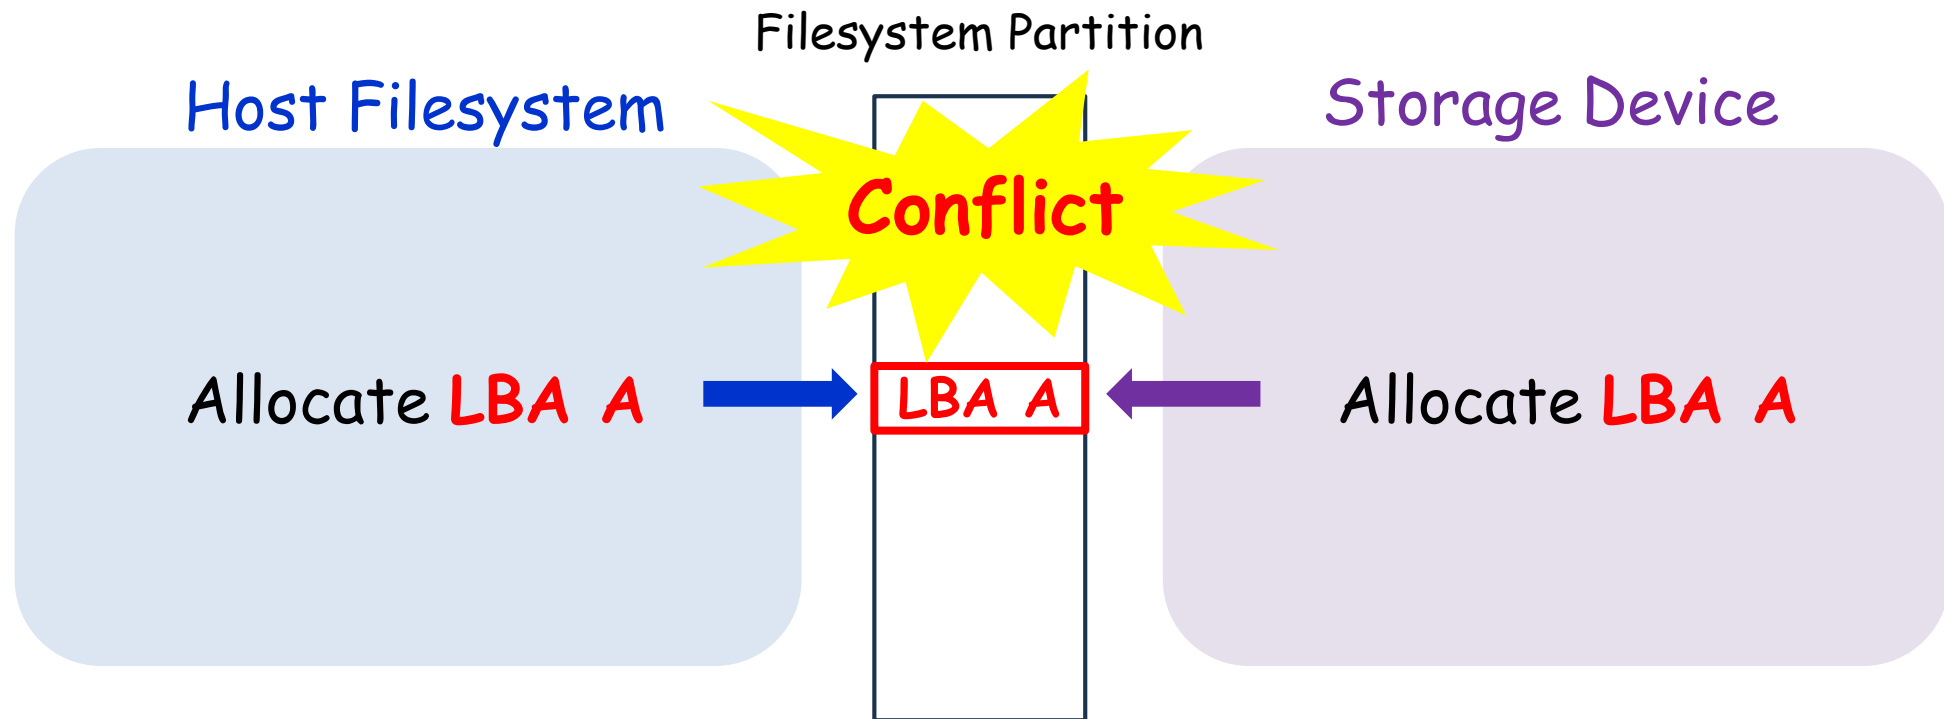 Filesystem Partition
Host Filesystem
Storage Device
Conflict
Allocate LBA A
LBA A
Allocate LBA A